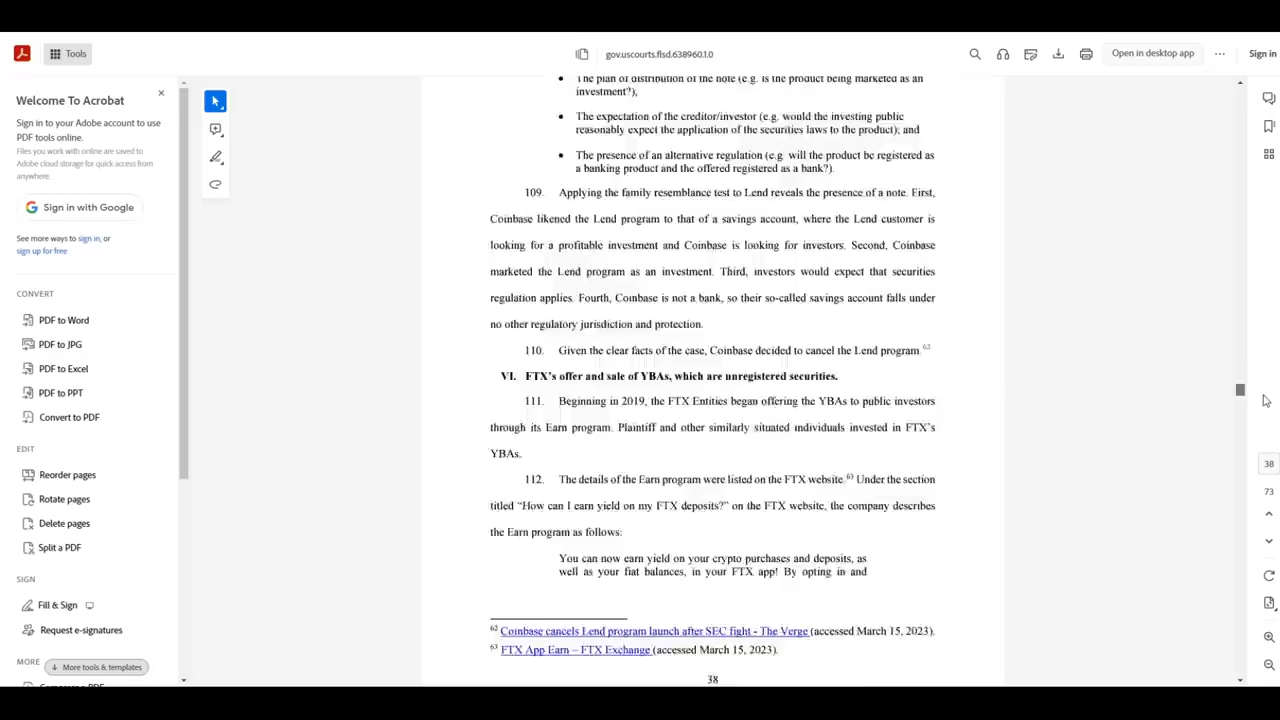 Tools
gov.uscourts.flsd.638960.1.0
Open in desktop app
Sign in
Welcome To Acrobat
Sign in to your Adobe account to use
PDF tools online.
Files you work with online are saved to
Adobe cloud storage for quick access from
anywhere.
Sign in with Google
See more ways to sign in, or
sign up for free
CONVERT
PDF to Word
PDF to JPG
PDF to Excel
PDF to PPT
Convert to PDF
EDIT
Reorder pages
Rotate pages
Delete pages
Split a PDF
SIGN
Fill & Sign
Request e-signatures
MORE
More tools & templates
• The plan of distribution of the note (e.g. is the product being marketed as an
investment?),
• The expectation of the creditor/investor (e.g. would the investing public
reasonably expect the application of the securities laws to the product); and
• The presence of an alternative regulation (e.g. will the product be registered as
a banking product and the offered registered as a bank?).
109. Applying the family resemblance test to Lend reveals the presence of a note. First,
Coinbase likened the Lend program to that of a savings account, where the Lend customer is
looking for a profitable investment and Coinbase is looking for investors. Second, Coinbase
marketed the Lend program as an investment. Third, investors would expect that securities
regulation applies. Fourth, Coinbase is not a bank, so their so-called savings account falls under
no other regulatory jurisdiction and protection.
110. Given the clear facts of the case, Coinbase decided to cancel the Lend program.62
VI. FTX's offer and sale of YBAs, which are unregistered securities.
111. Beginning in 2019, the FTX Entities began offering the YBAs to public investors
through its Earn program. Plaintiff and other similarly situated individuals invested in FTX's
YBAs.
112. The details of the Earn program were listed on the FTX website.63 Under the section
titled "How can I earn yield on my FTX deposits?" on the FTX website, the company describes
the Earn program as follows:
You can now earn yield on your crypto purchases and deposits, as
well as your fiat balances, in your FTX app! By opting in and
62 Coinbase cancels Lend program launch after SEC fight - The Verge (accessed March 15, 2023).
63 FTX App Earn – FTX Exchange (accessed March 15, 2023).
38
38
73